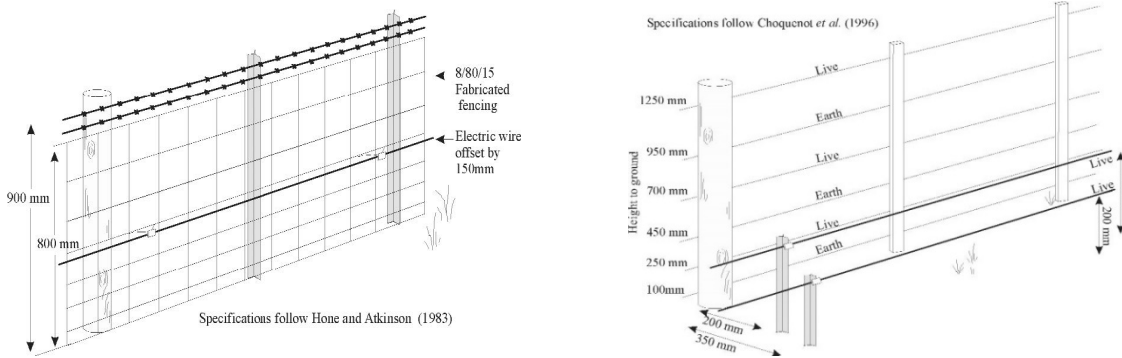 8/80/15
Fabricated
fencing
Electric wire
offset by
150mm
900 mm
800 mm
Specifications follow Hone and Atkinson (1983)
Specifications follow Choquenot et al. (1996)
Height to ground
1250 mm
950 mm
700 mm
450 mm
250 mm
100mm
Live
Earth
Live
Earth
Live
Earth
Live
Live
200 mm
200 mm
350 mm